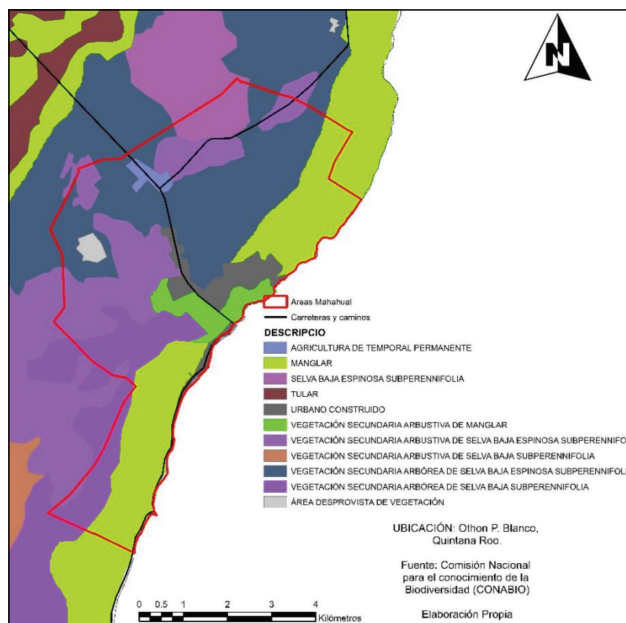 N
Areas Mahahual
Carreteras y caminos
DESCRIPCIO
AGRICULTURA DE TEMPORAL PERMANENTE
MANGLAR
SELVA BAJA ESPINOSA SUBPERENNIFOLIA
TULAR
URBANO CONSTRUIDO
VEGETACIÓN SECUNDARIA ARBUSTIVA DE MANGLAR
VEGETACIÓN SECUNDARIA ARBUSTIVA DE SELVA BAJA ESPINOSA SUBPERENNIFO
VEGETACIÓN SECUNDARIA ARBUSTIVA DE SELVA BAJA SUBPERENNIFOLIA
VEGETACIÓN SECUNDARIA ARBÓREA DE SELVA BAJA ESPINOSA SUBPERENNIFOL
VEGETACIÓN SECUNDARIA ARBÓREA DE SELVA BAJA SUBPERENNIFOLIA
ÁREA DESPROVISTA DE VEGETACIÓN
UBICACIÓN: Othon P. Blanco,
Quintana Roo.
Fuente: Comisión Nacional
para el conocimiento de la
Biodiversidad (CONABIO)
Elaboración Propia
0 0.5 1 2 3 4
Kilómetros